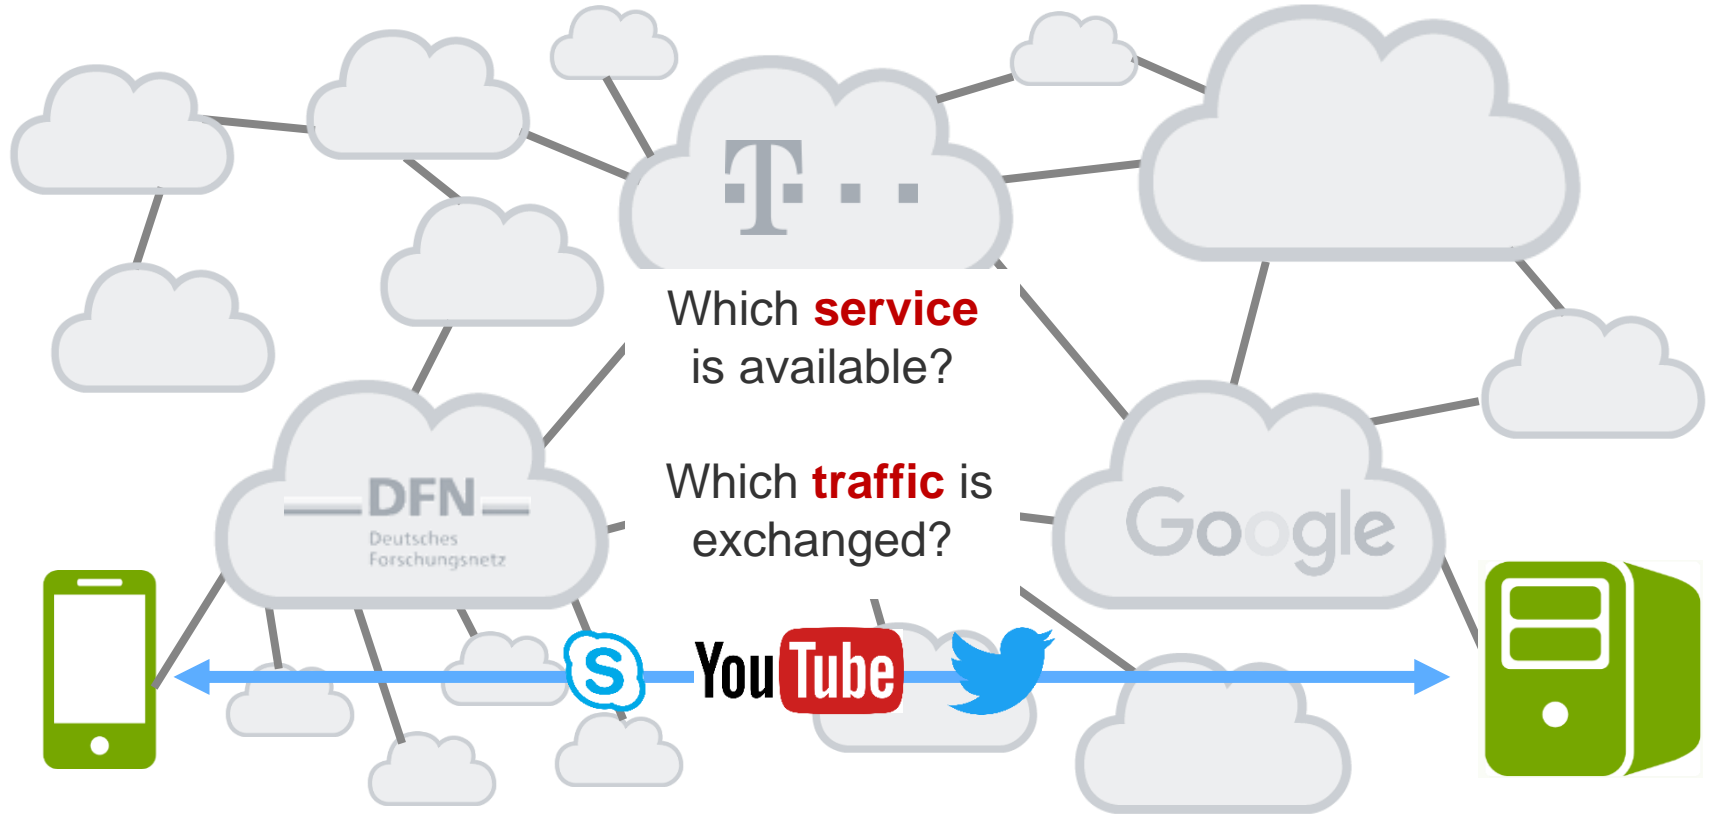 T
Which service
is available?
Which traffic is
exchanged?
DFN
Deutsches
Forschungsnetz
Google
S
YouTube